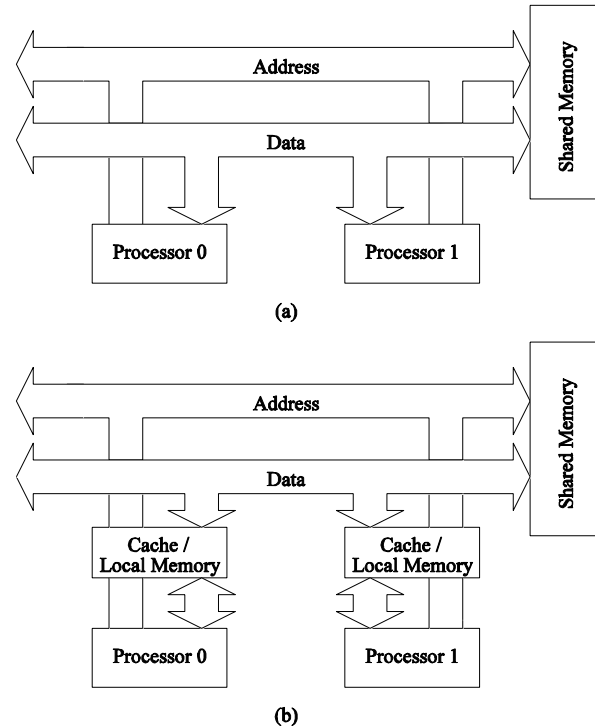 Address
Shared Memory
Data
Processor 0
Processor 1
(a)
Address
Shared Memory
Data
Cache /
Local Memory
Cache /
Local Memory
Processor 0
Processor 1
(b)